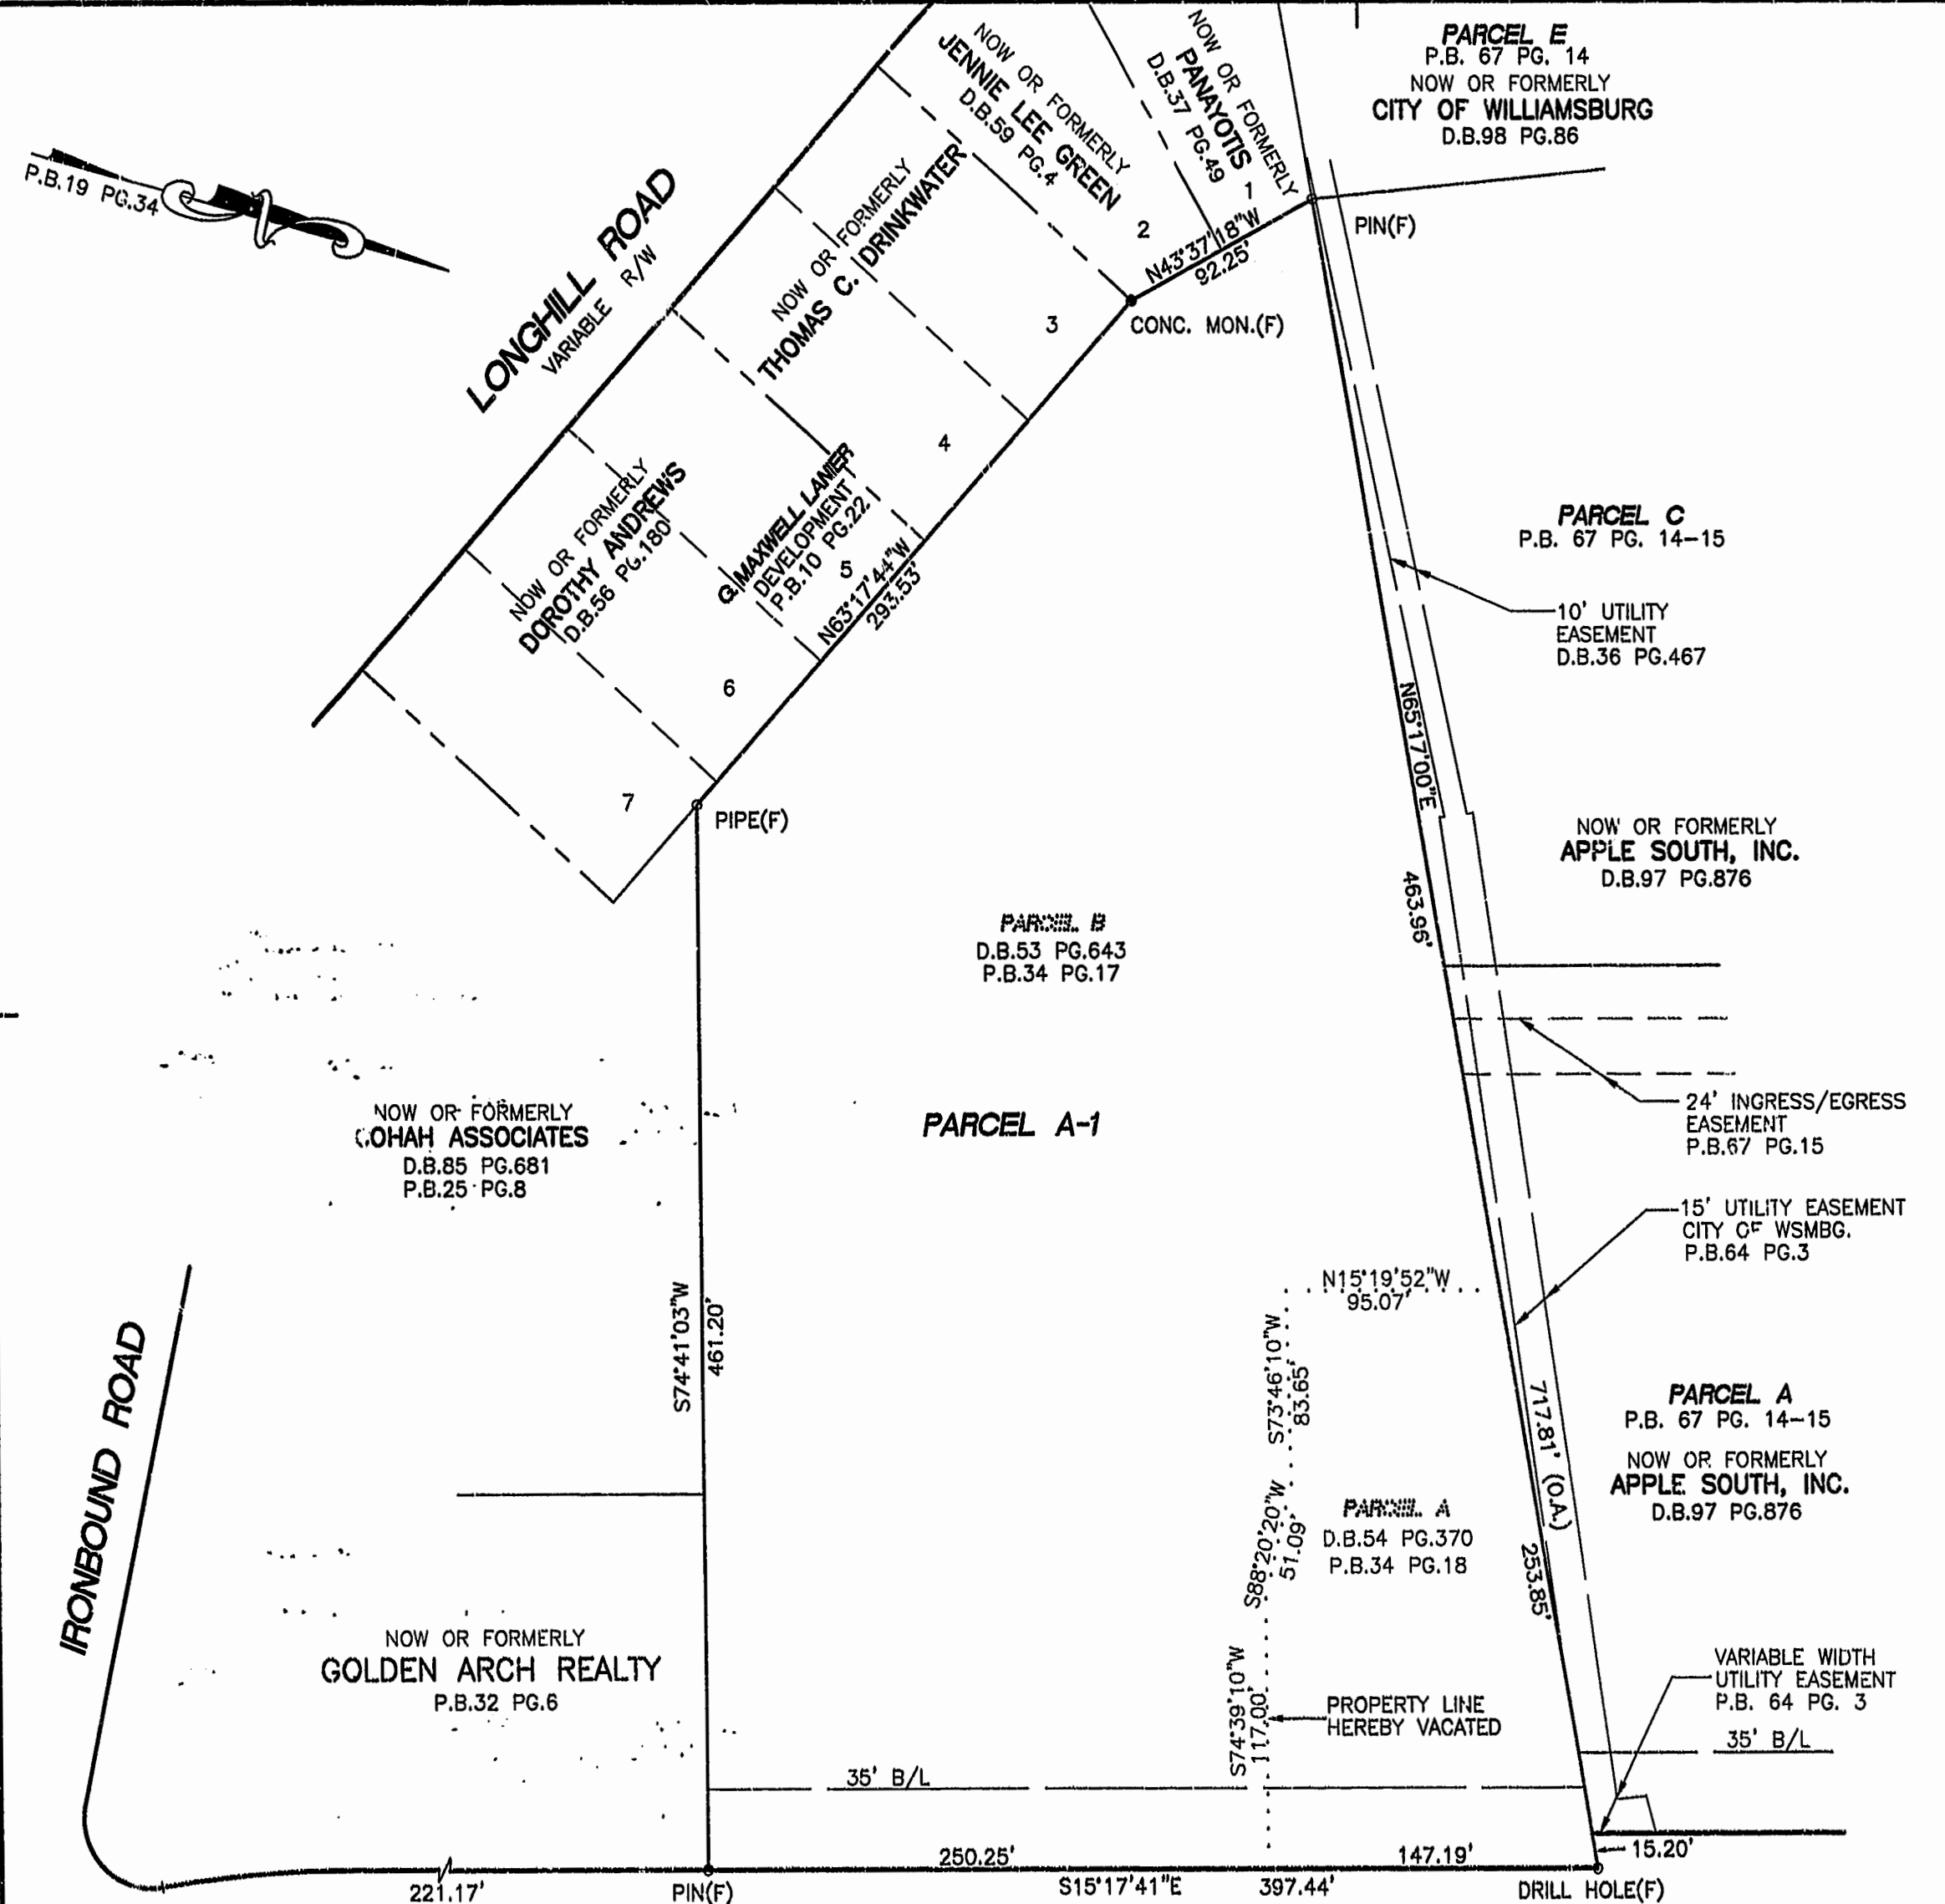 P.B.19 PG.34
LONGHILL ROAD
VARIABLE R/W
NOW OR FORMERLY
JENNIE LEE GREEN
D.B.59 PG.4
NOW OR FORMERLY
PANAYOTIS
D.B.37 PG.49
1
2
PARCEL E
P.B. 67 PG. 14
NOW OR FORMERLY
CITY OF WILLIAMSBURG
D.B.98 PG.86
PIN(F)
N43°37'18"W
92.25'
CONC. MON.(F)
NOW OR FORMERLY
THOMAS C. DRINKWATER
3
4
G. MAXWELL LANIER
DEVELOPMENT
P.B.10 PG.22
5
N63°17'44"W
293.53'
NOW OR FORMERLY
DOROTHY ANDREWS
D.B.56 PG.180
6
7
PIPE(F)
PARCEL C
P.B. 67 PG. 14-15
10' UTILITY
EASEMENT
D.B.36 PG.467
N65°17'00"E
463.96'
NOW OR FORMERLY
APPLE SOUTH, INC.
D.B.97 PG.876
PARCEL B
D.B.53 PG.643
P.B.34 PG.17
PARCEL A-1
NOW OR FORMERLY
ASSOCIATES
D.B.85 PG.681
P.B.25 PG.8
24' INGRESS/EGRESS
EASEMENT
P.B.67 PG.15
15' UTILITY EASEMENT
CITY OF WSMBG.
P.B.64 PG.3
N15°19'52"W
95.07'
S73°46'10"W
83.65'
S74°41'03"W
461.20'
IRONBOUND ROAD
717.81' (O.A.)
PARCEL A
P.B. 67 PG. 14-15
NOW OR FORMERLY
APPLE SOUTH, INC.
D.B.97 PG.876
S88°20'20"W
51.09'
PARCEL A
D.B.54 PG.370
P.B.34 PG.18
253.85'
NOW OR FORMERLY
GOLDEN ARCH REALTY
P.B.32 PG.6
S74°39'10"W
117.00'
PROPERTY LINE
HEREBY VACATED
VARIABLE WIDTH
UTILITY EASEMENT
P.B. 64 PG. 3
35' B/L
35' B/L
250.25'
147.19'
15.20'
221.17'
PIN(F)
S15°17'41"E
397.44'
DRILL HOLE(F)